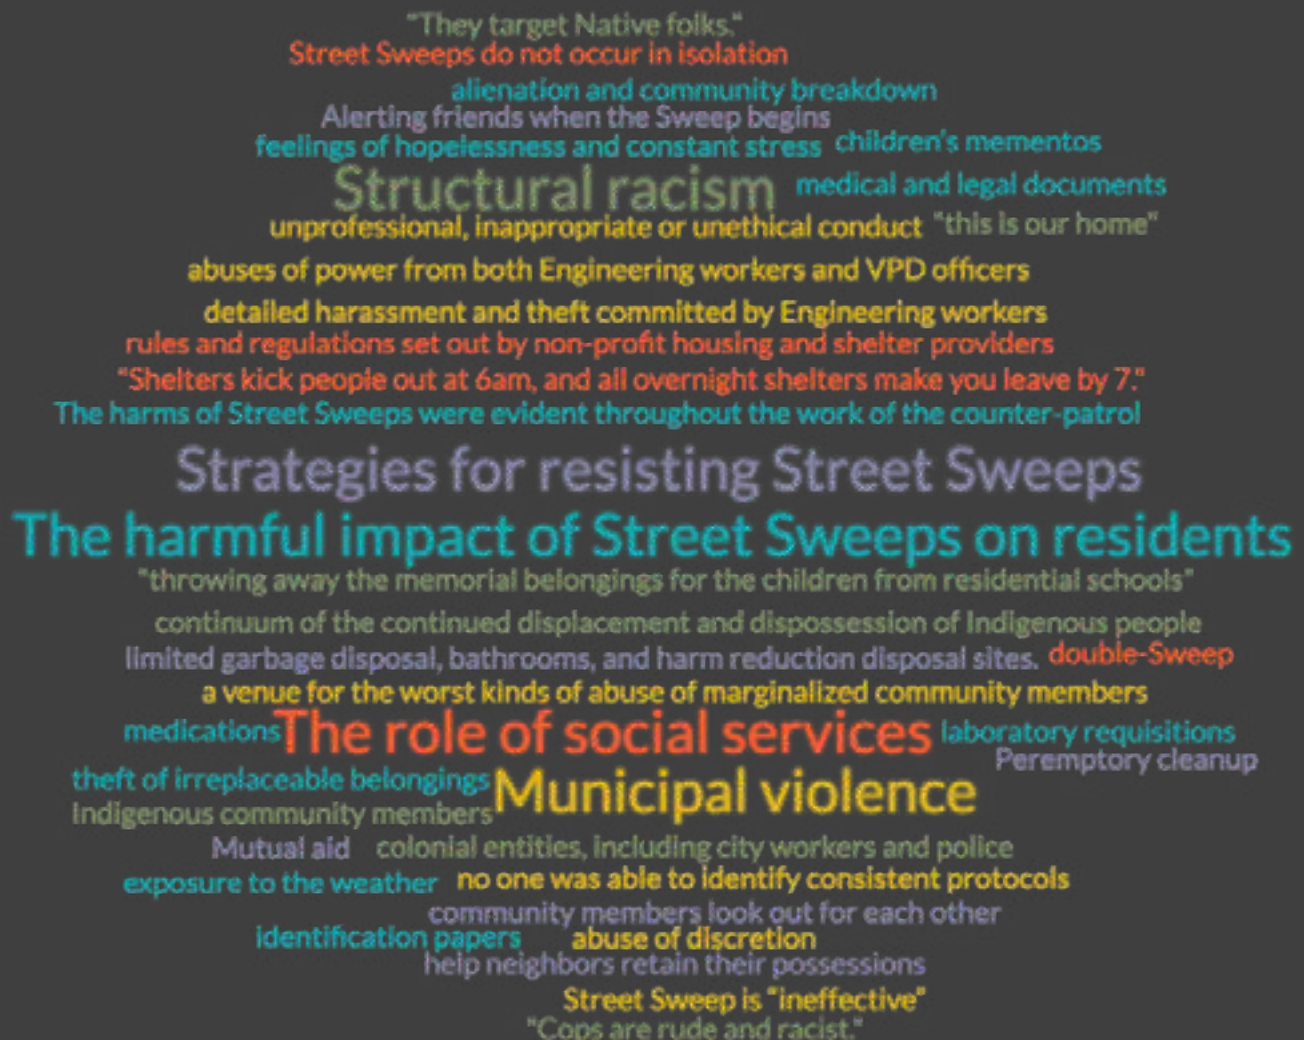 "They target Native folks."
Street Sweeps do not occur in isolation
alienation and community breakdown
Alerting friends when the Sweep begins
feelings of hopelessness and constant stress children's mementos
Structural racism medical and legal documents
unprofessional, inappropriate or unethical conduct "this is our home"
abuses of power from both Engineering workers and VPD officers
detailed harassment and theft committed by Engineering workers
rules and regulations set out by non-profit housing and shelter providers
"Shelters kick people out at 6am, and all overnight shelters make you leave by 7."
The harms of Street Sweeps were evident throughout the work of the counter-patrol
Strategies for resisting Street Sweeps
The harmful impact of Street Sweeps on residents
"throwing away the memorial belongings for the children from residential schools"
continuum of the continued displacement and dispossession of Indigenous people
limited garbage disposal, bathrooms, and harm reduction disposal sites. double-Sweep
a venue for the worst kinds of abuse of marginalized community members
medications The role of social services laboratory requisitions
Peremptory cleanup
theft of irreplaceable belongings Municipal violence
Indigenous community members
Mutual aid colonial entities, including city workers and police
exposure to the weather no one was able to identify consistent protocols
community members look out for each other
identification papers abuse of discretion
help neighbors retain their possessions
Street Sweep is "ineffective"
"Cops are rude and racist."